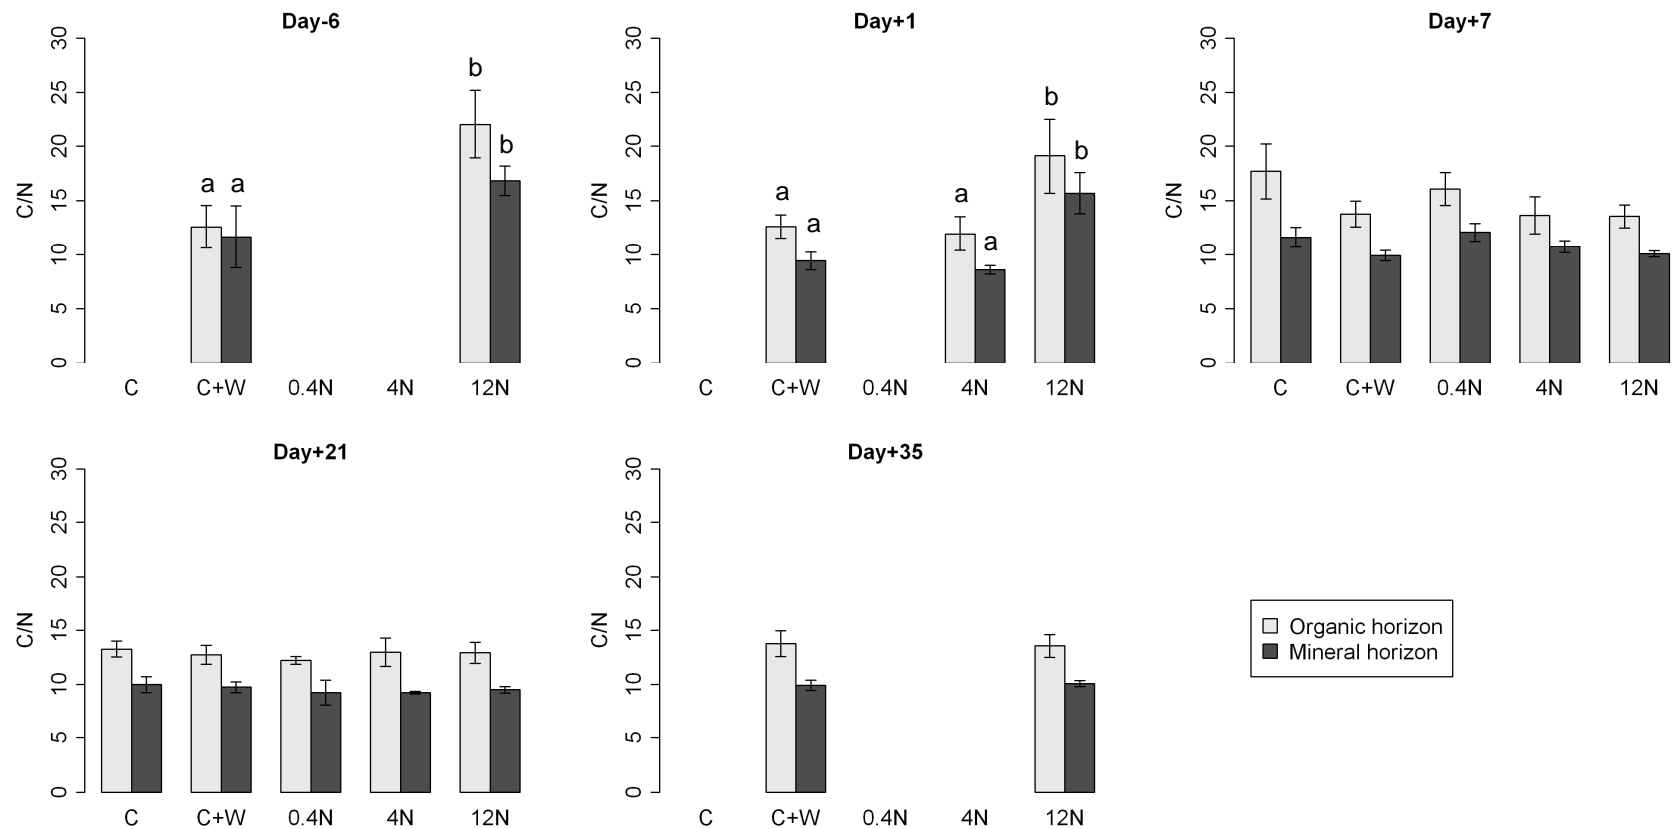 Day-6
C/N
0 5 10 15 20 25 30
a a b b
C C+W 0.4N 4N 12N
Day+1
C/N
0 5 10 15 20 25 30
a a a a b b
C C+W 0.4N 4N 12N
Day+7
C/N
0 5 10 15 20 25 30
C C+W 0.4N 4N 12N
Day+21
C/N
0 5 10 15 20 25 30
C C+W 0.4N 4N 12N
Day+35
C/N
0 5 10 15 20 25 30
C C+W 0.4N 4N 12N
Organic horizon
Mineral horizon